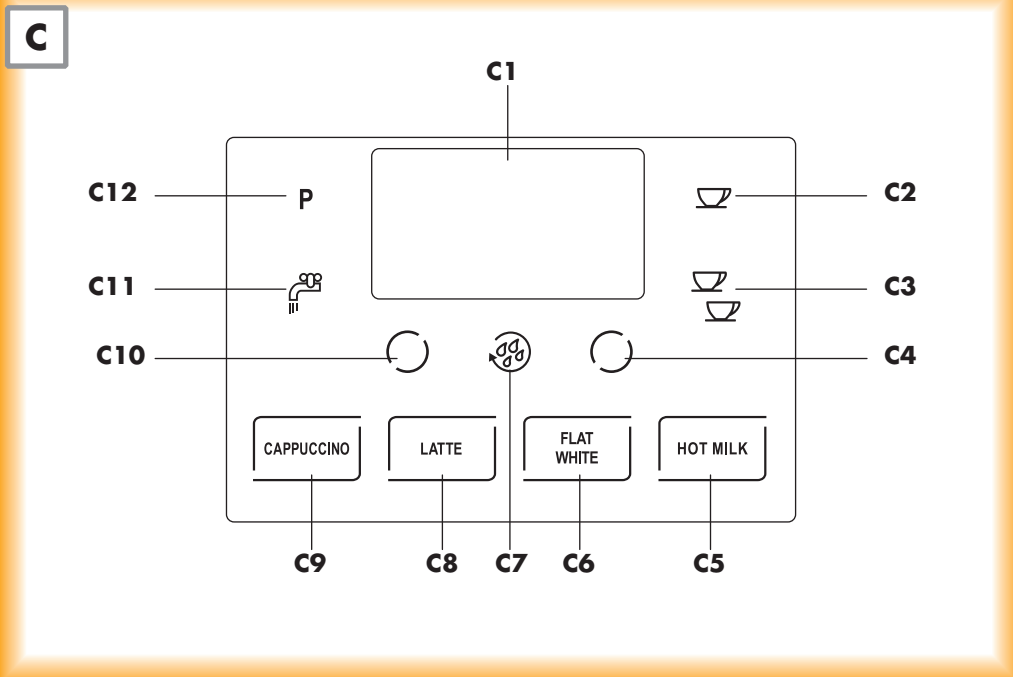 C
C1
C12
P
C2
C11
C3
C10
C4
CAPPUCCINO
LATTE
FLAT
WHITE
HOT MILK
C9
C8
C7
C6
C5